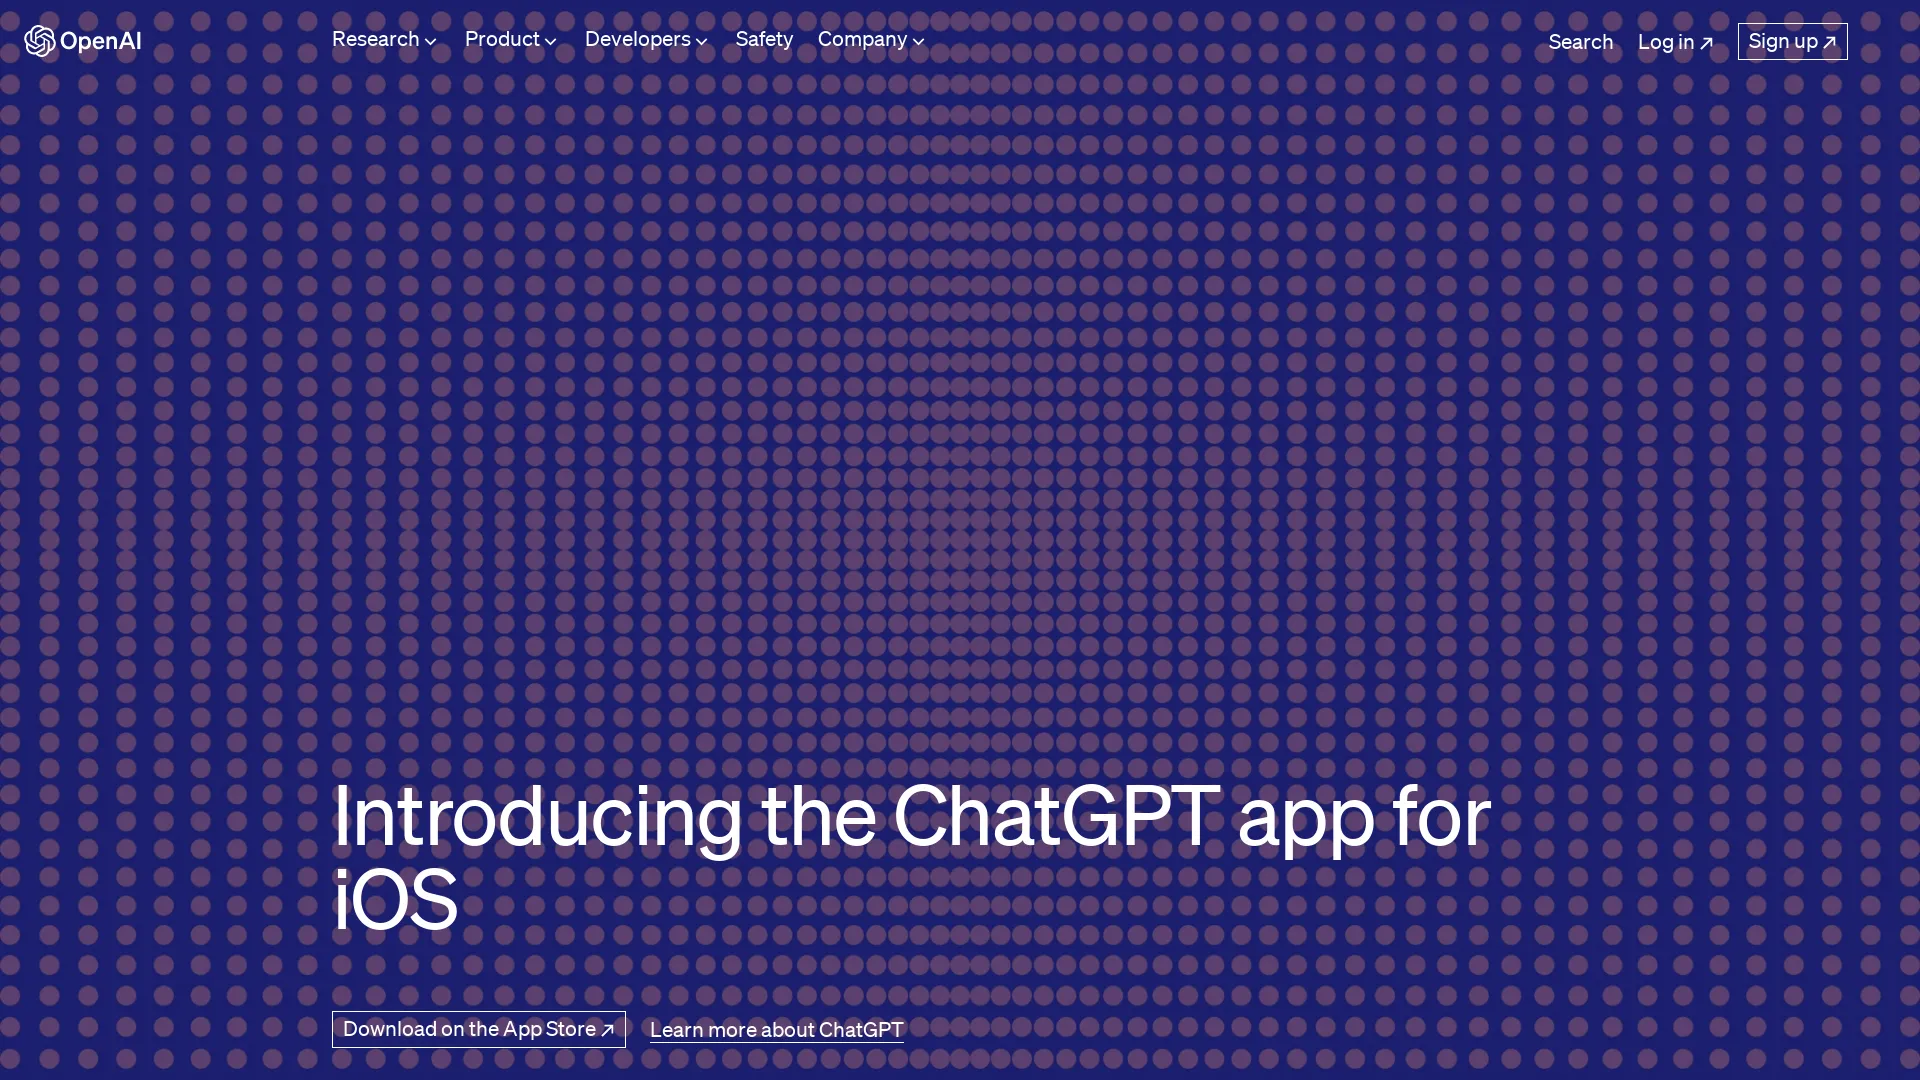 OpenAI
Research
Product
Developers
Safety
Company
Search
Log in
Sign up
Introducing the ChatGPT app for
iOS
Download on the App Store
Learn more about ChatGPT